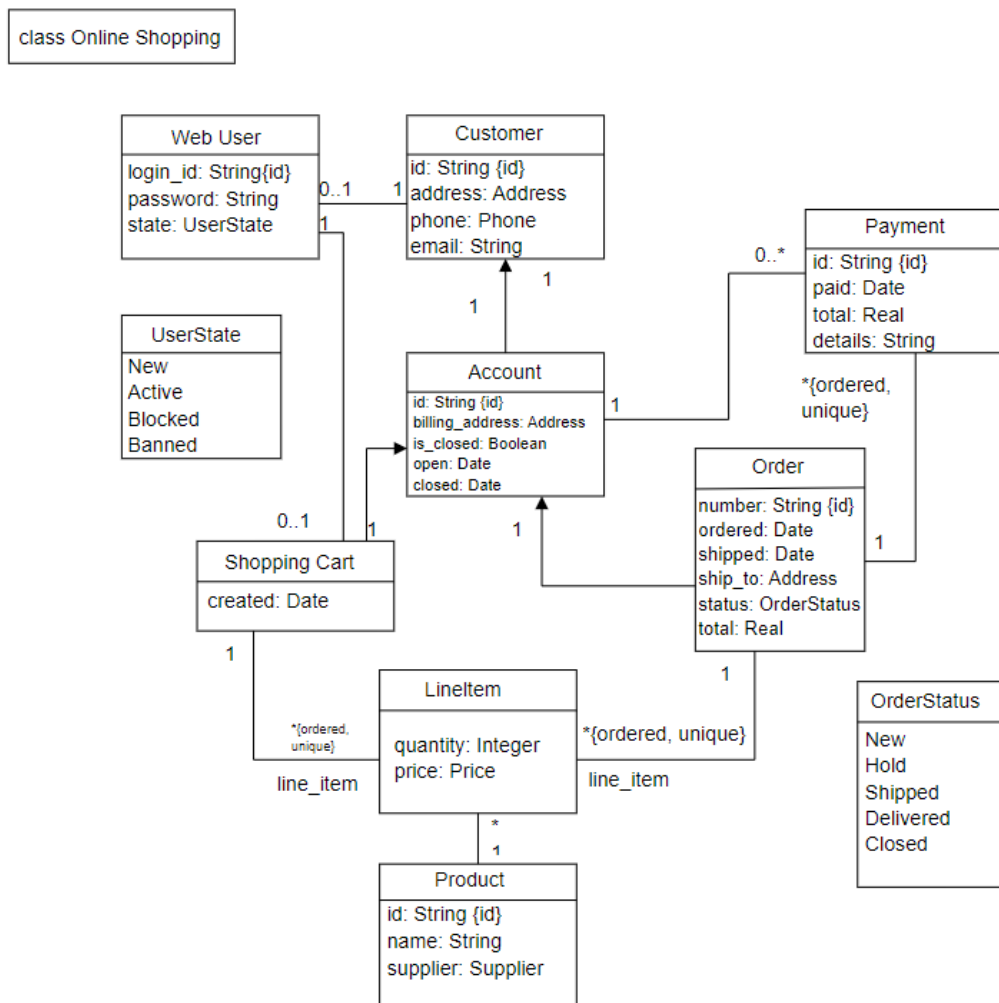 class Online Shopping
Web User
login_id: String{id}
password: String
state: UserState
0..1
1
1
Customer
id: String {id}
address: Address
phone: Phone
email: String
1
1
Payment
id: String {id}
paid: Date
total: Real
details: String
0..*
*{ordered,
unique}
UserState
New
Active
Blocked
Banned
Account
id: String {id}
billing_address: Address
is_closed: Boolean
open: Date
closed: Date
1
1
Order
number: String {id}
ordered: Date
shipped: Date
ship_to: Address
status: OrderStatus
total: Real
1
1
0..1
1
Shopping Cart
created: Date
1
*{ordered,
unique}
line_item
LineItem
quantity: Integer
price: Price
*{ordered, unique}
line_item
*
1
Product
id: String {id}
name: String
supplier: Supplier
OrderStatus
New
Hold
Shipped
Delivered
Closed